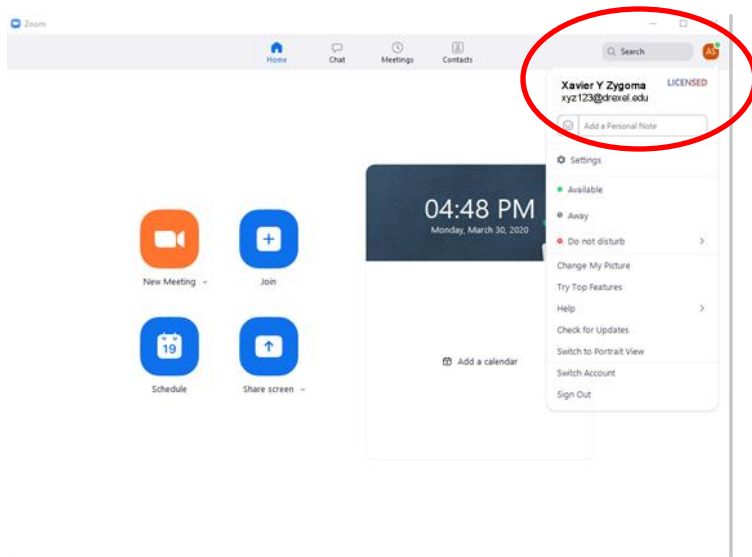 Zoom
Home Chat Meetings Contacts
Search
AS
Xavier Y Zygoma LICENSED
xyz123@drexel.edu
Add a Personal Note
Settings
Available
Away
Do not disturb
Change My Picture
Try Top Features
Help
Check for Updates
Switch to Portrait View
Switch Account
Sign Out
04:48 PM
Monday, March 30, 2020
New Meeting
Join
19
Schedule
Share screen
Add a calendar